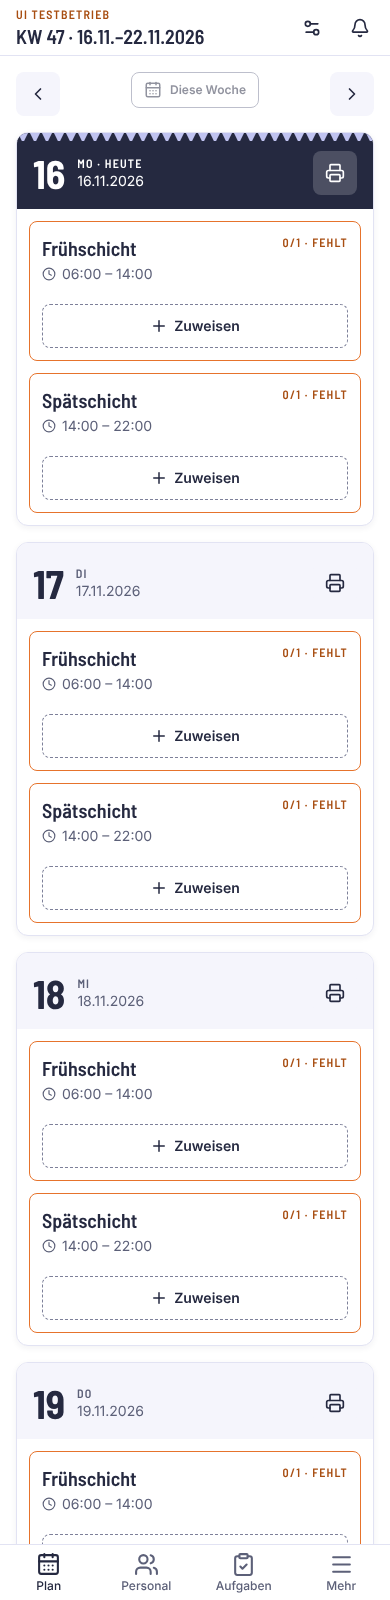 UI TESTBETRIEB
KW 47 · 16.11.–22.11.2026
Diese Woche
16
MO · HEUTE
16.11.2026
Frühschicht
0/1 · FEHLT
06:00 – 14:00
Zuweisen
Spätschicht
0/1 · FEHLT
14:00 – 22:00
Zuweisen
17
DI
17.11.2026
Frühschicht
0/1 · FEHLT
06:00 – 14:00
Zuweisen
Spätschicht
0/1 · FEHLT
14:00 – 22:00
Zuweisen
18
MI
18.11.2026
Frühschicht
0/1 · FEHLT
06:00 – 14:00
Zuweisen
Spätschicht
0/1 · FEHLT
14:00 – 22:00
Zuweisen
19
DO
19.11.2026
Frühschicht
0/1 · FEHLT
06:00 – 14:00
Plan
Personal
Aufgaben
Mehr